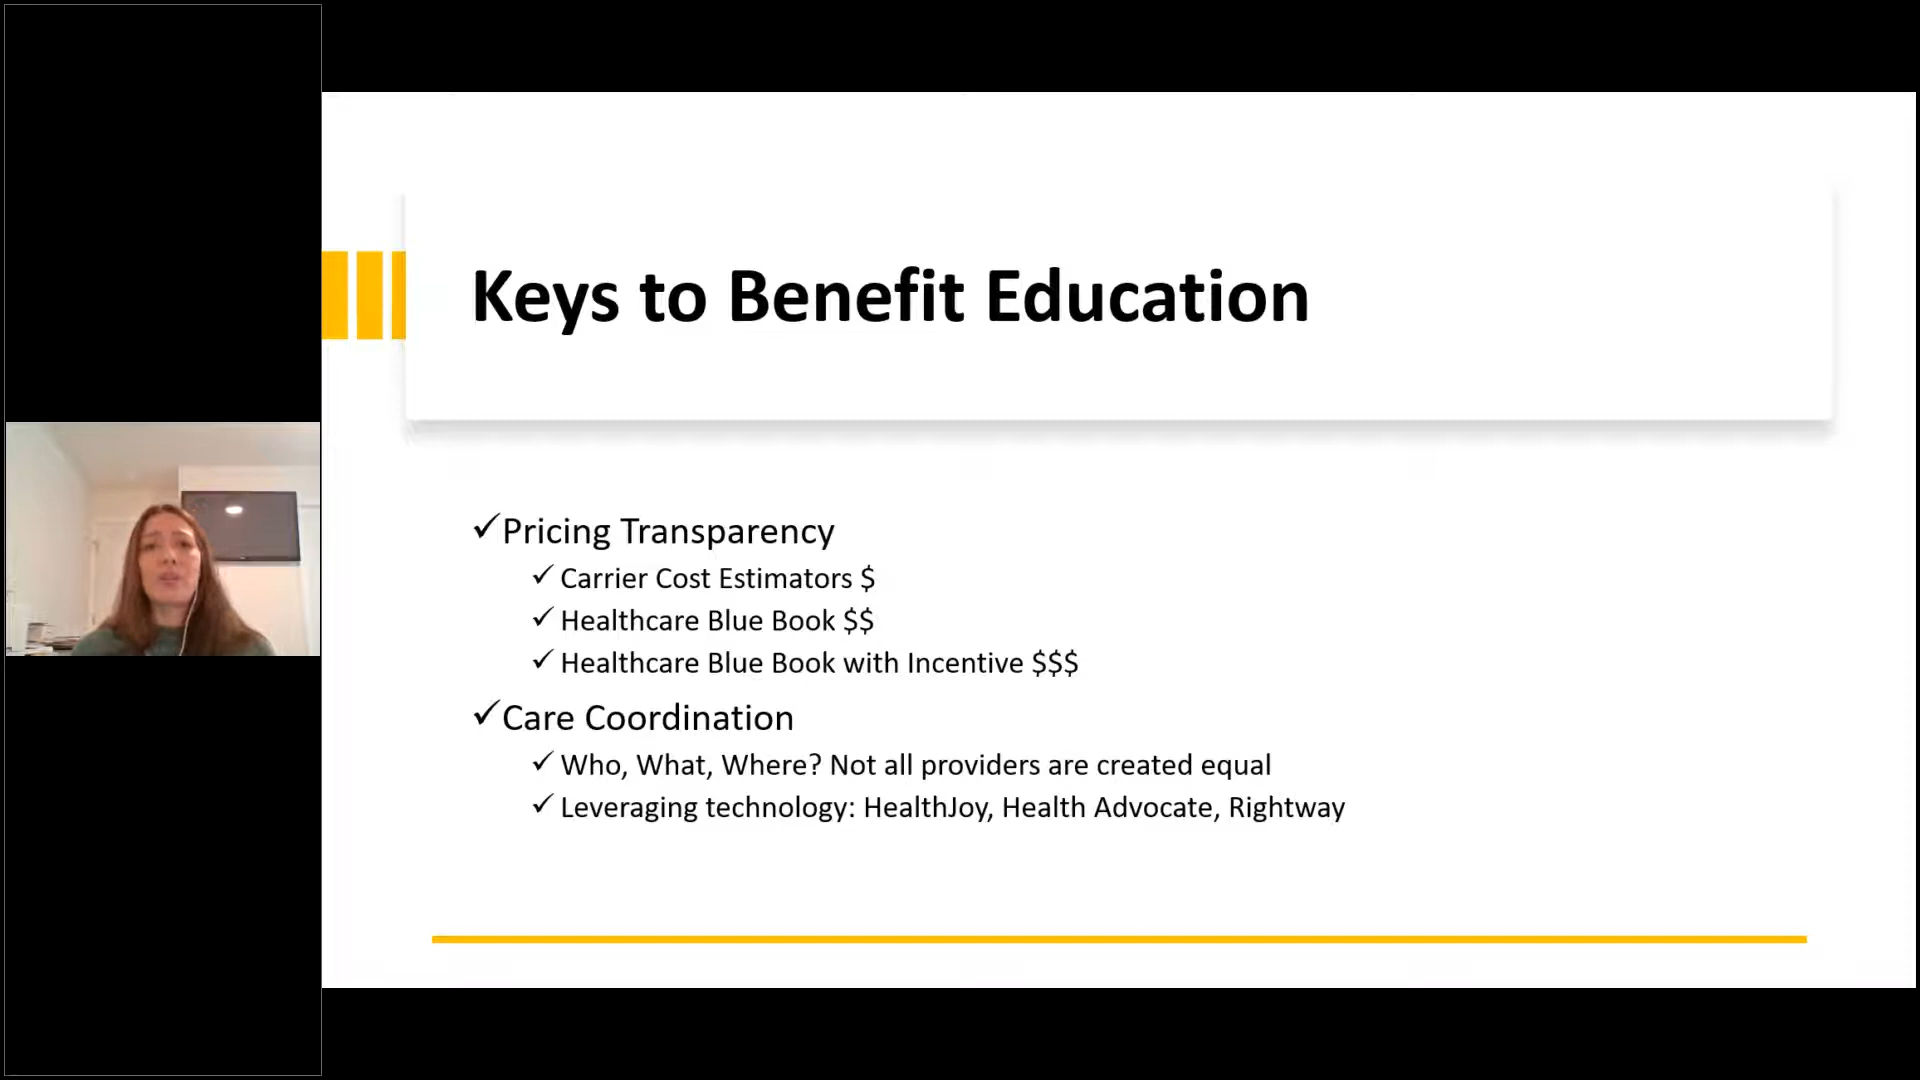 Keys to Benefit Education
✓Pricing Transparency
✓Carrier Cost Estimators $
✓Healthcare Blue Book $$
✓Healthcare Blue Book with Incentive $$$
✓Care Coordination
✓Who, What, Where? Not all providers are created equal
✓Leveraging technology: HealthJoy, Health Advocate, Rightway